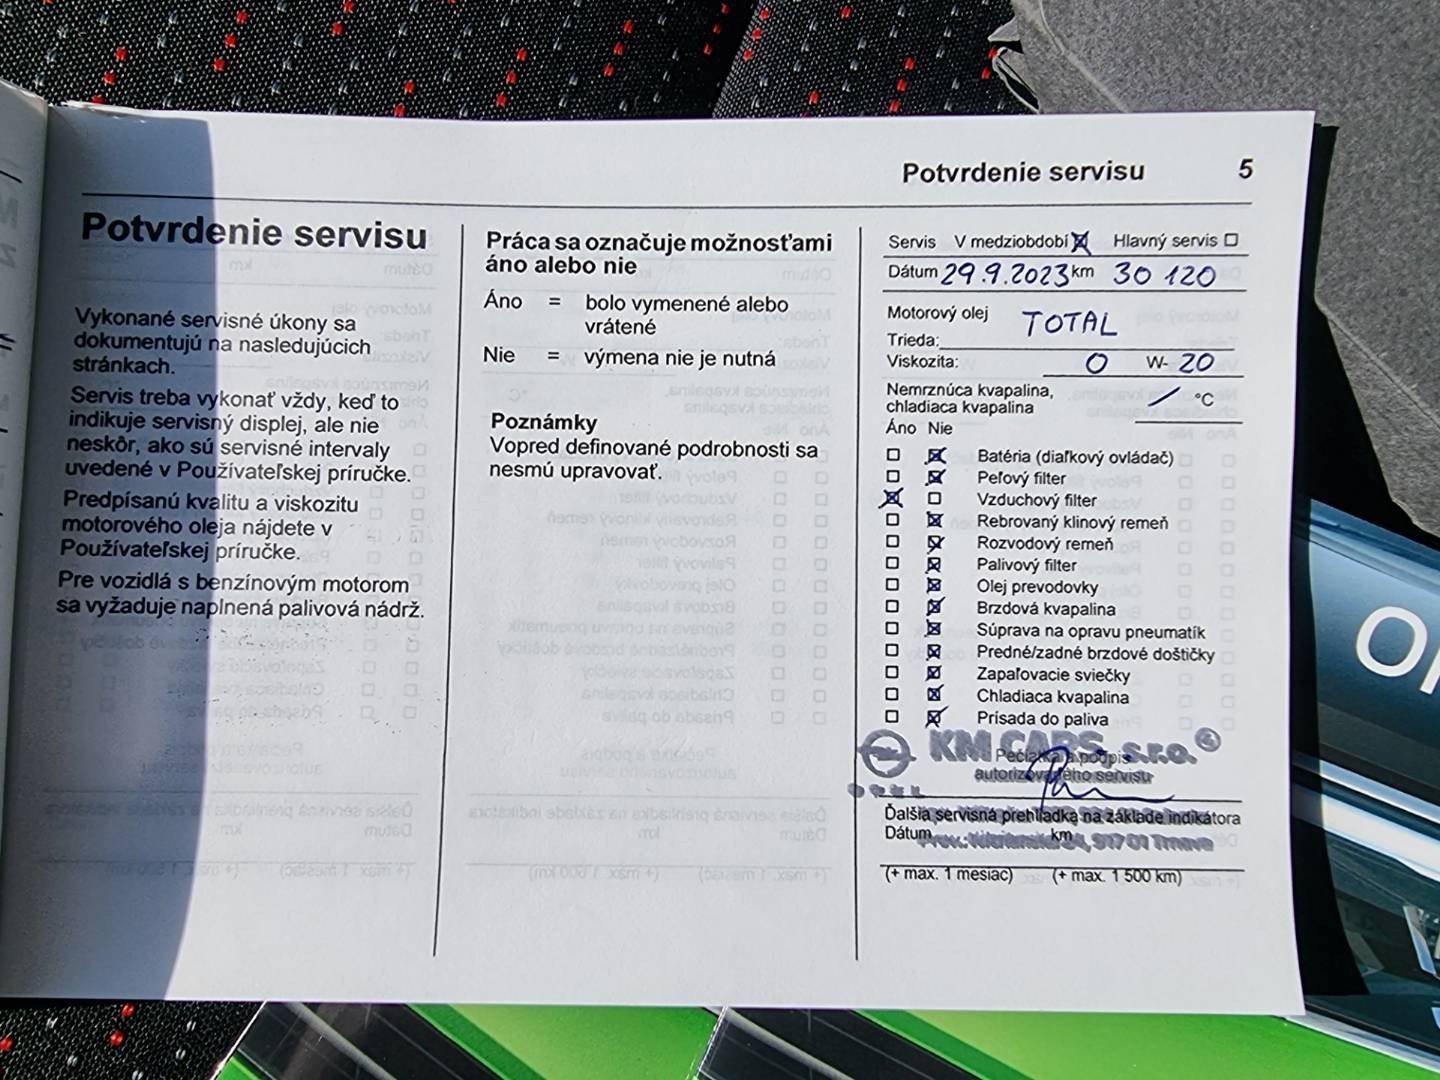 Potvrdenie servisu 5
Potvrdenie servisu
Vykonané servisné úkony sa
dokumentujú na nasledujúcich
stránkach.
Servis treba vykonať vždy, keď to
indikuje servisný displej, ale nie
neskôr, ako sú servisné intervaly
uvedené v Používateľskej príručke.
Predpísanú kvalitu a viskozitu
motorového oleja nájdete v
Používateľskej príručke.
Pre vozidlá s benzínovým motorom
sa vyžaduje naplnená palivová nádrž.
Práca sa označuje možnosťami
áno alebo nie
Áno = bolo vymenené alebo
vrátené
Nie = výmena nie je nutná
Poznámky
Vopred definované podrobnosti sa
nesmú upravovať.
Servis V medziobdobí Hlavný servis
Dátum 29.9.2023 km 30 120
Motorový olej TOTAL
Trieda:
Viskozita: 0 W- 20
Nemrznúca kvapalina,
chladiaca kvapalina °C
Áno Nie
Batéria (diaľkový ovládač)
Peľový filter
Vzduchový filter
Rebrovaný klinový remeň
Rozvodový remeň
Palivový filter
Olej prevodovky
Brzdová kvapalina
Súprava na opravu pneumatík
Predné/zadné brzdové doštičky
Zapaľovacie sviečky
Chladiaca kvapalina
Prísada do paliva
KM CARS, s.r.o. 4
Pečiatka a podpis
autorizovaného servisu
OPEL
Ďalšia servisná prehliadka na základe indikátora
Dátum km
917 01 Trnava
(+ max. 1 mesiac) (+ max. 1 500 km)